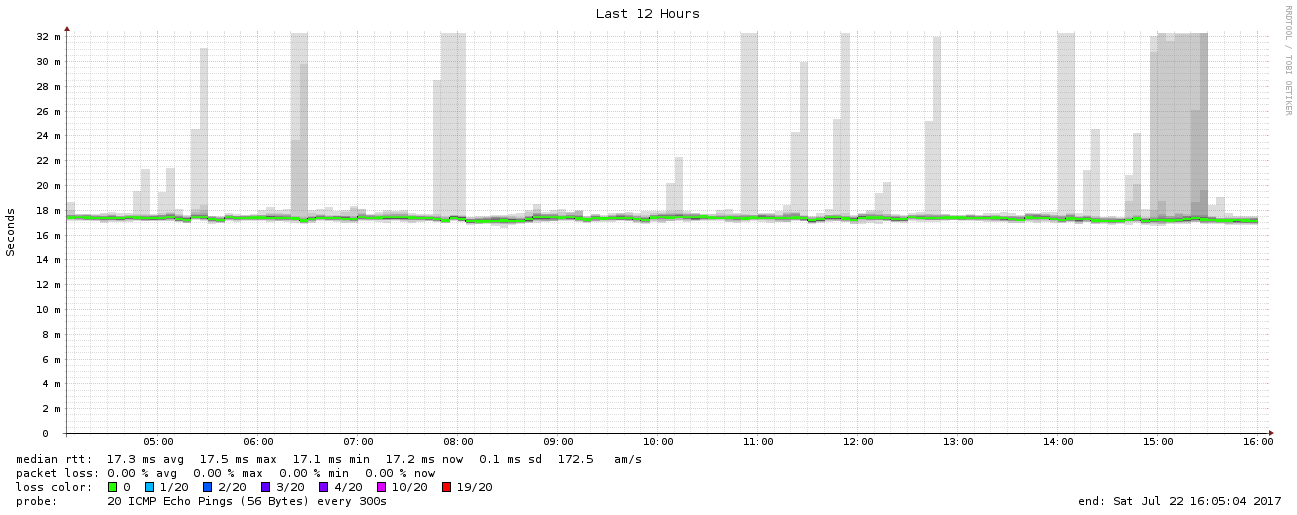 Last 12 Hours
RRDTOOL / TOBI OETIKER
Seconds
32 m
30 m
28 m
26 m
24 m
22 m
20 m
18 m
16 m
14 m
12 m
10 m
8 m
6 m
4 m
2 m
0
05:00 06:00 07:00 08:00 09:00 10:00 11:00 12:00 13:00 14:00 15:00 16:00
median rtt: 17.3 ms avg 17.5 ms max 17.1 ms min 17.2 ms now 0.1 ms sd 172.5 am/s
packet loss: 0.00 % avg 0.00 % max 0.00 % min 0.00 % now
loss color: 0 1/20 2/20 3/20 4/20 10/20 19/20
probe: 20 ICMP Echo Pings (56 Bytes) every 300s end: Sat Jul 22 16:05:04 2017